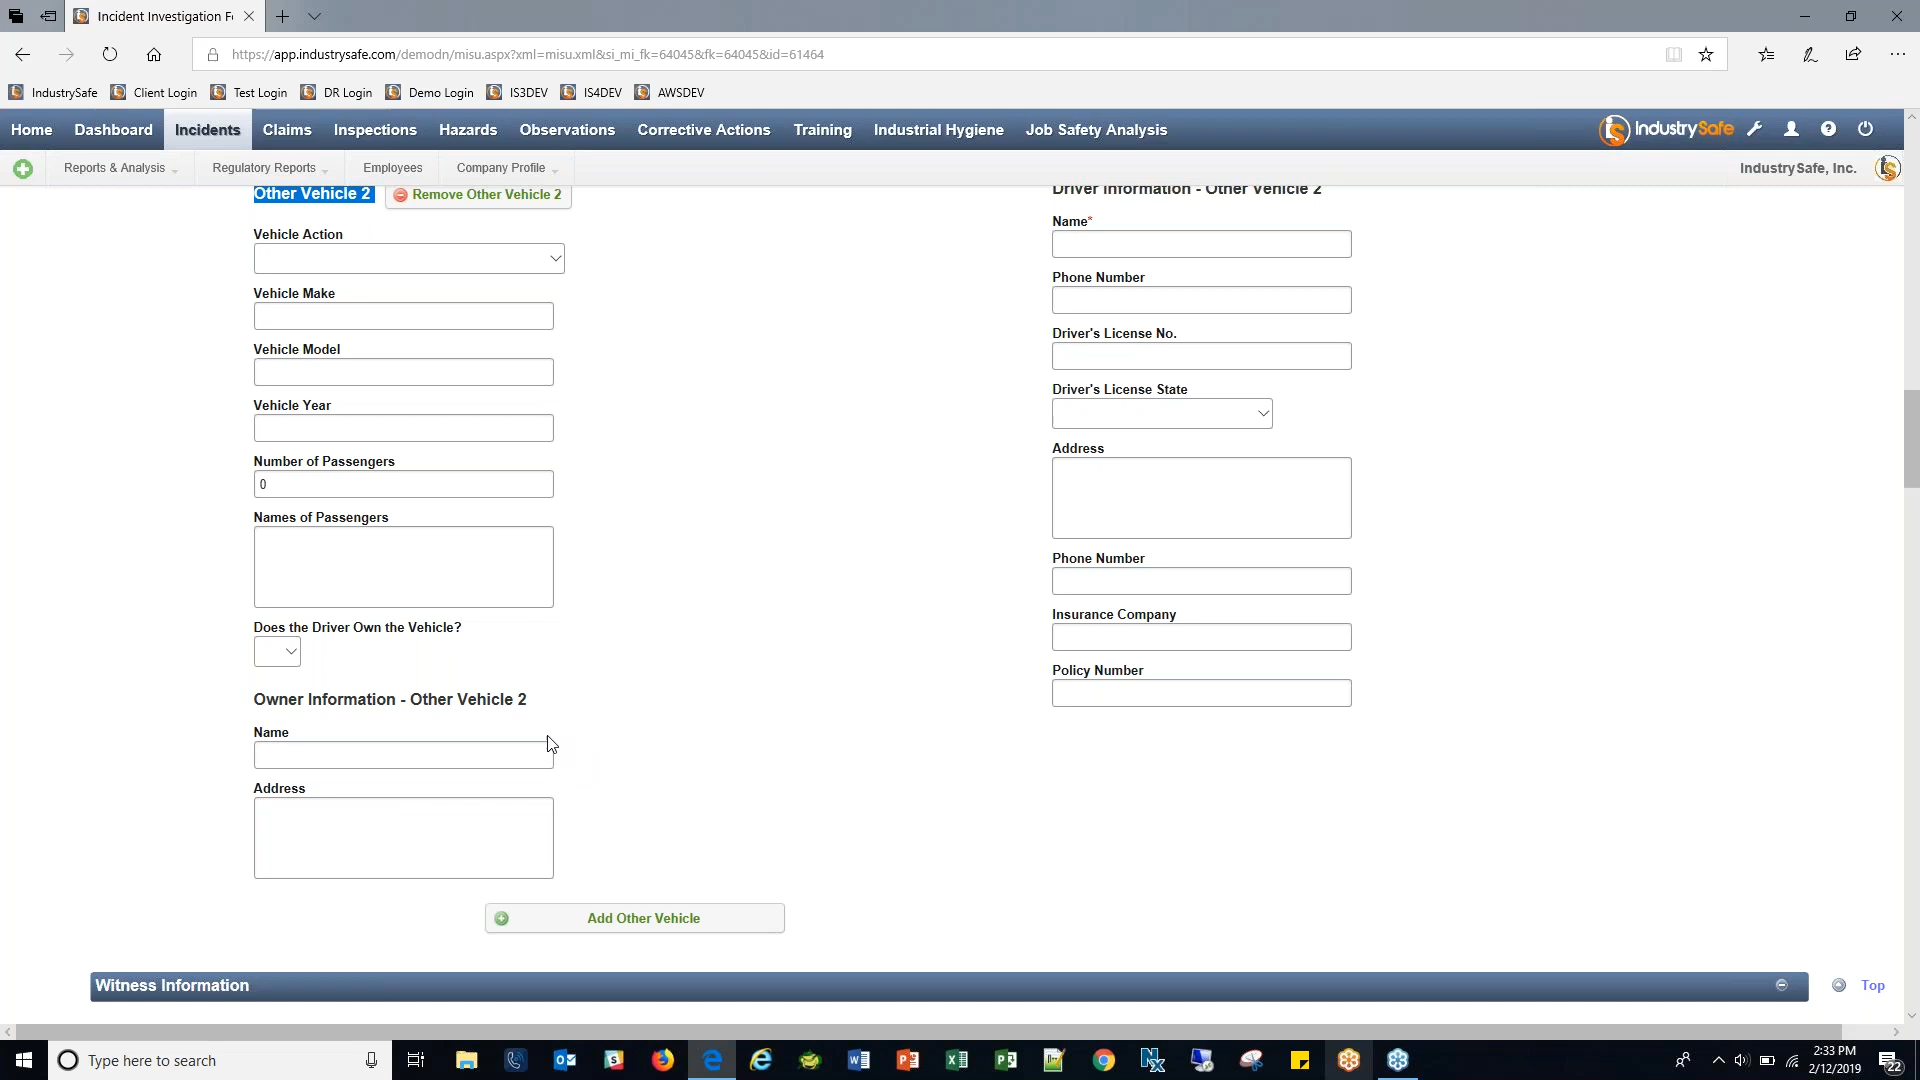 Incident Investigation F
https://app.industrysafe.com/demodn/misu.aspx?xml=misu.xml&si_mi_fk=64045&fk=64045&id=61464
IndustrySafe Client Login Test Login DR Login Demo Login IS3DEV IS4DEV AWSDEV
Home Dashboard Incidents Claims Inspections Hazards Observations Corrective Actions Training Industrial Hygiene Job Safety Analysis IndustrySafe
Reports & Analysis Regulatory Reports Employees Company Profile IndustrySafe, Inc.
Other Vehicle 2 Remove Other Vehicle 2
Vehicle Action
Vehicle Make
Vehicle Model
Vehicle Year
Number of Passengers
0
Names of Passengers
Does the Driver Own the Vehicle?
Owner Information - Other Vehicle 2
Name
Address
Add Other Vehicle
Driver Information - Other Vehicle 2
Name*
Phone Number
Driver's License No.
Driver's License State
Address
Phone Number
Insurance Company
Policy Number
Witness Information
Top
Type here to search
2:33 PM
2/12/2019
22